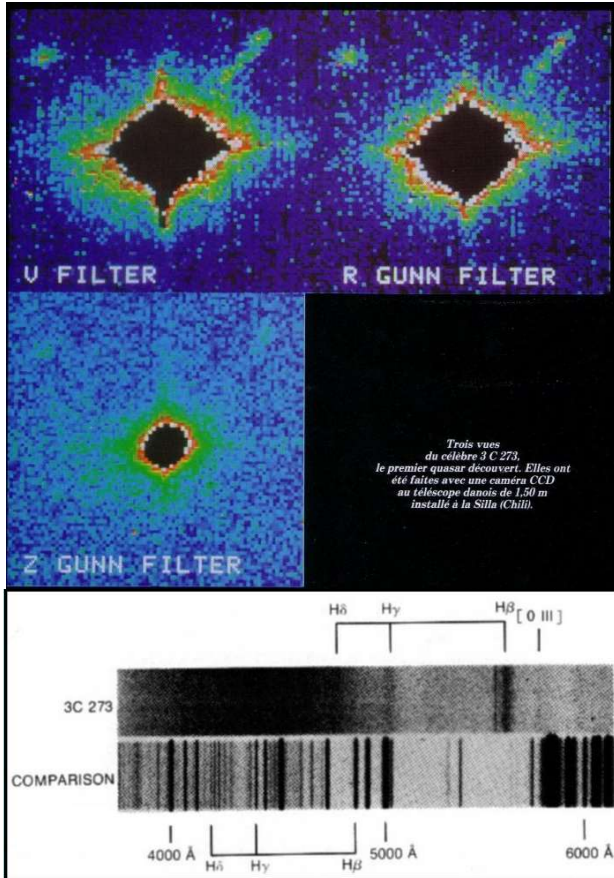 V FILTER
R GUNN FILTER
Z GUNN FILTER
Trois vues
du célèbre 3 C 273,
le premier quasar découvert. Elles ont
été faites avec une caméra CCD
au téléscope danois de 1,50 m
installé à la Silla (Chili).
Hδ Hγ Hβ [O III]
3C 273
COMPARISON
4000 Å 5000 Å 6000 Å
Hδ Hγ Hβ